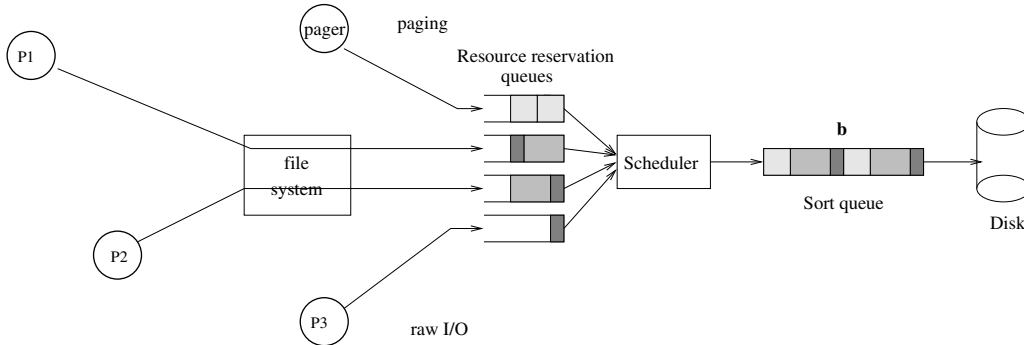 pager
paging
P1
Resource reservation
queues
b
file
system
Scheduler
Sort queue
Disk
P2
P3
raw I/O